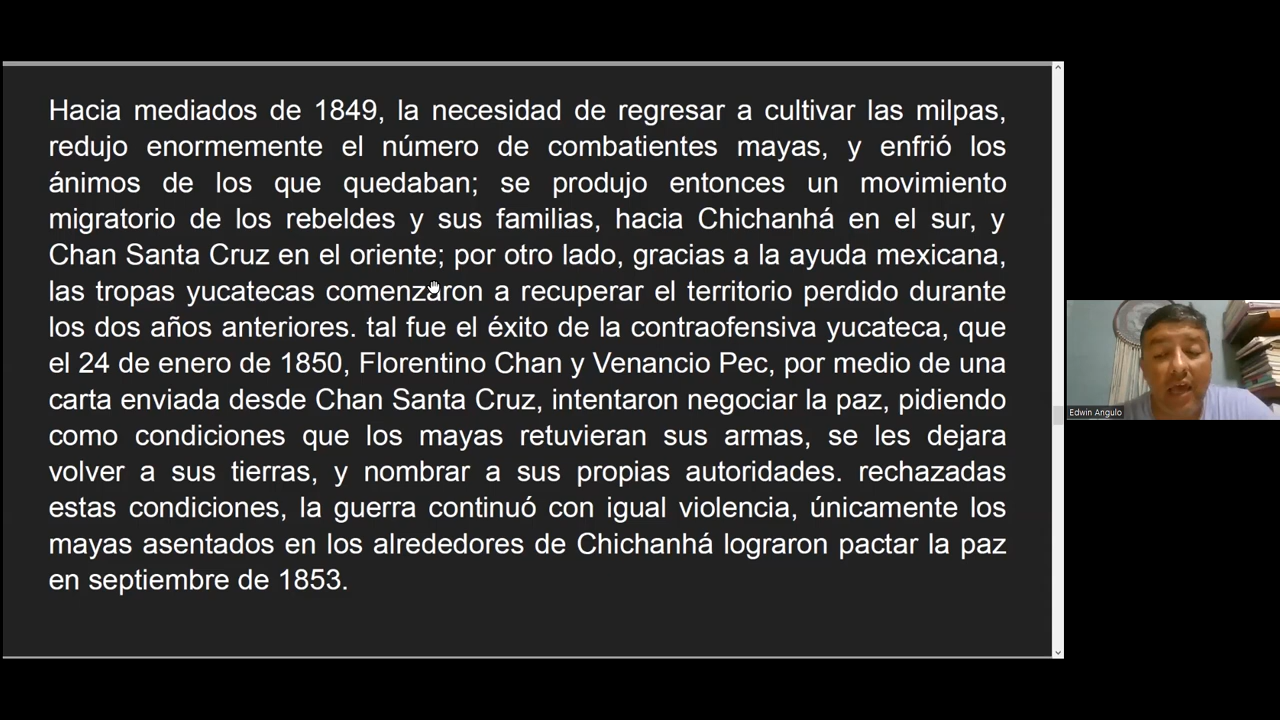 Hacia mediados de 1849, la necesidad de regresar a cultivar las milpas,
redujo enormemente el número de combatientes mayas, y enfrió los
ánimos de los que quedaban; se produjo entonces un movimiento
migratorio de los rebeldes y sus familias, hacia Chichanhá en el sur, y
Chan Santa Cruz en el oriente; por otro lado, gracias a la ayuda mexicana,
las tropas yucatecas comenzaron a recuperar el territorio perdido durante
los dos años anteriores. tal fue el éxito de la contraofensiva yucateca, que
el 24 de enero de 1850, Florentino Chan y Venancio Pec, por medio de una
carta enviada desde Chan Santa Cruz, intentaron negociar la paz, pidiendo
como condiciones que los mayas retuvieran sus armas, se les dejara
volver a sus tierras, y nombrar a sus propias autoridades. rechazadas
estas condiciones, la guerra continuó con igual violencia, únicamente los
mayas asentados en los alrededores de Chichanhá lograron pactar la paz
en septiembre de 1853.
Edwin Angulo